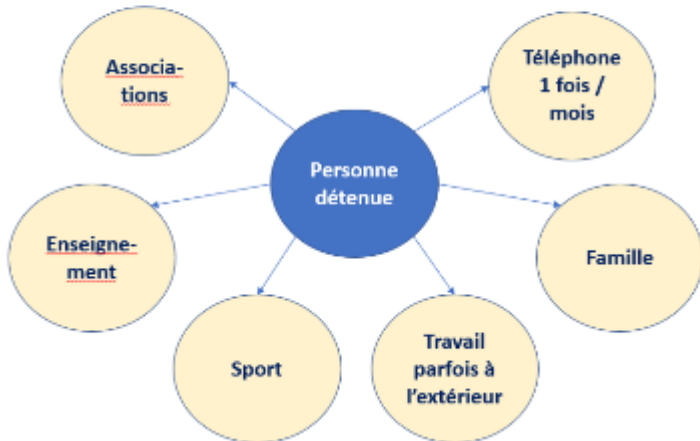 Associa-
tions
Téléphone
1 fois /
mois
Personne
détenue
Enseigne-
ment
Famille
Sport
Travail
parfois à
l'extérieur